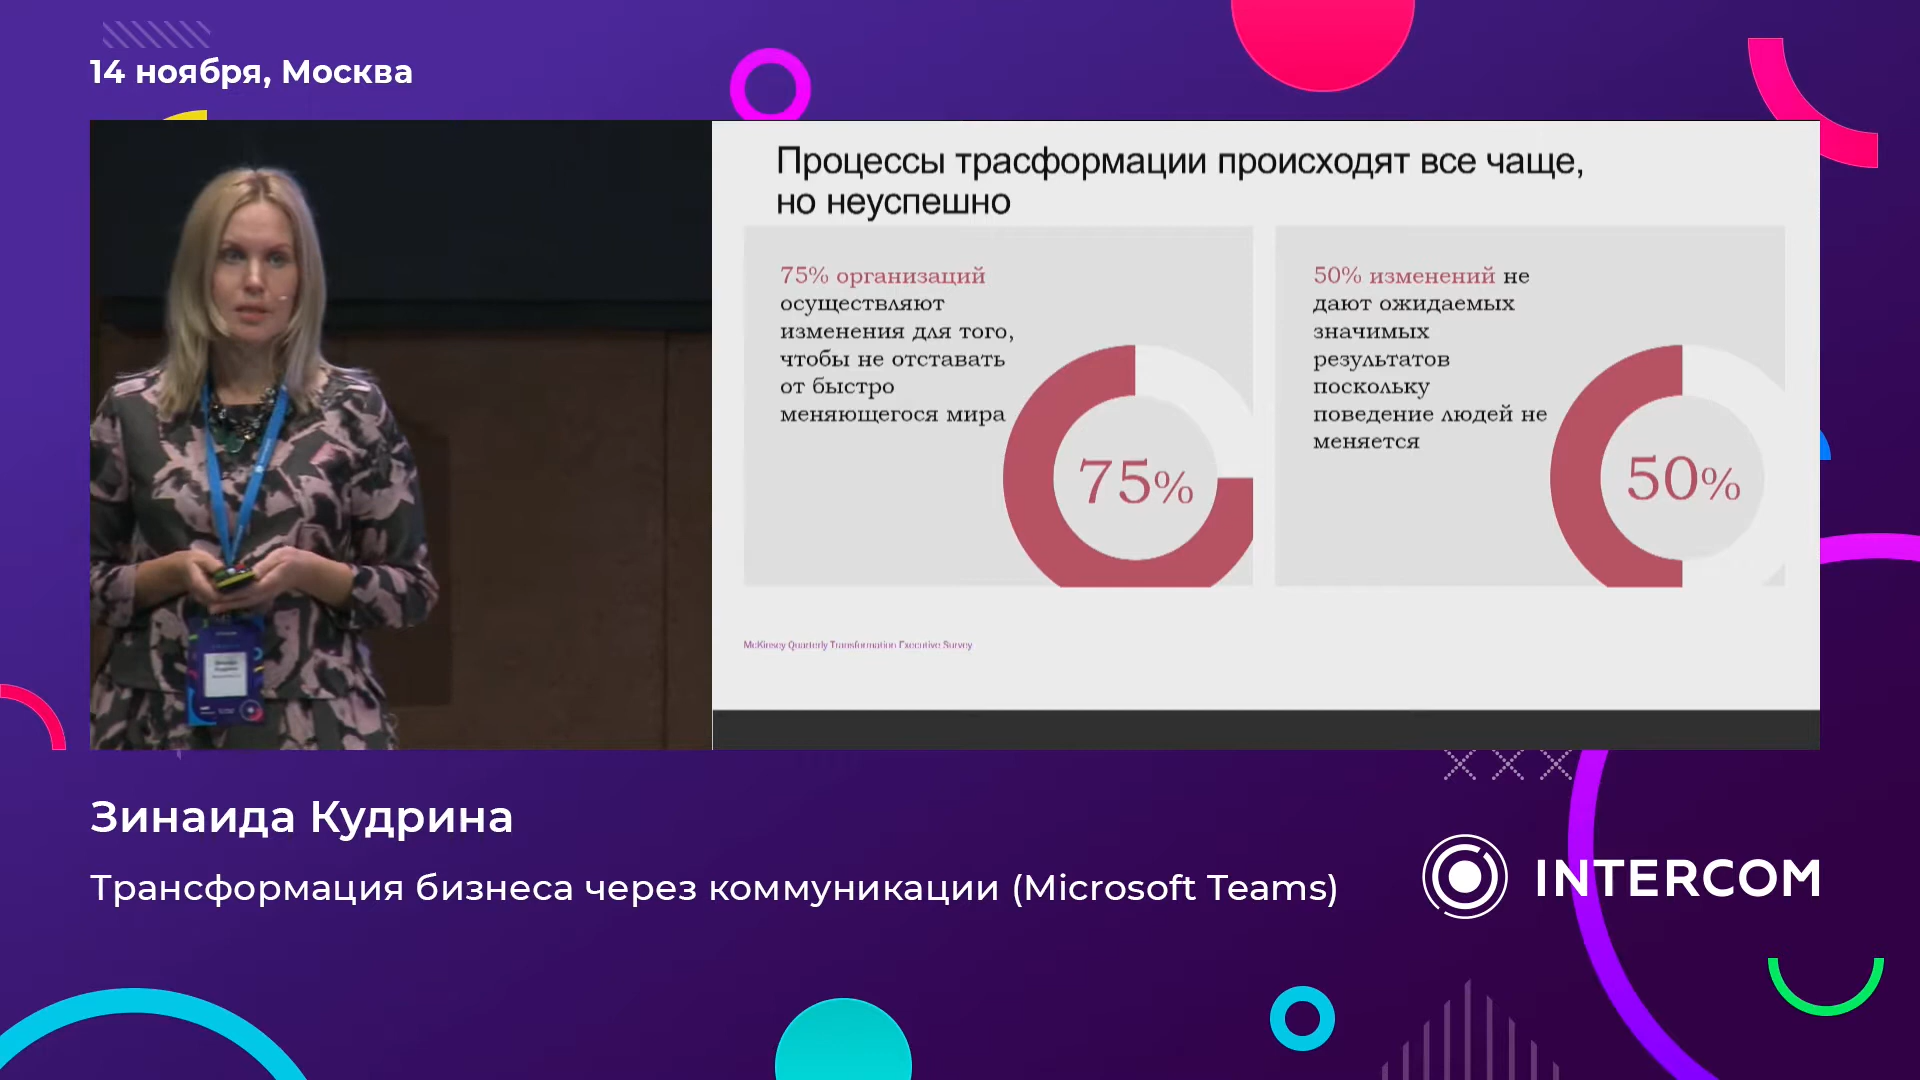 14 ноября, Москва
Процессы трасформации происходят все чаще,
но неуспешно
75% организаций
осуществляют
изменения для того,
чтобы не отставать
от быстро
меняющегося мира
75%
50% изменений не
дают ожидаемых
значимых
результатов
поскольку
поведение людей не
меняется
50%
McKinsey Quarterly Transformation Executive Survey
Зинаида Кудрина
Трансформация бизнеса через коммуникации (Microsoft Teams)
INTERCOM